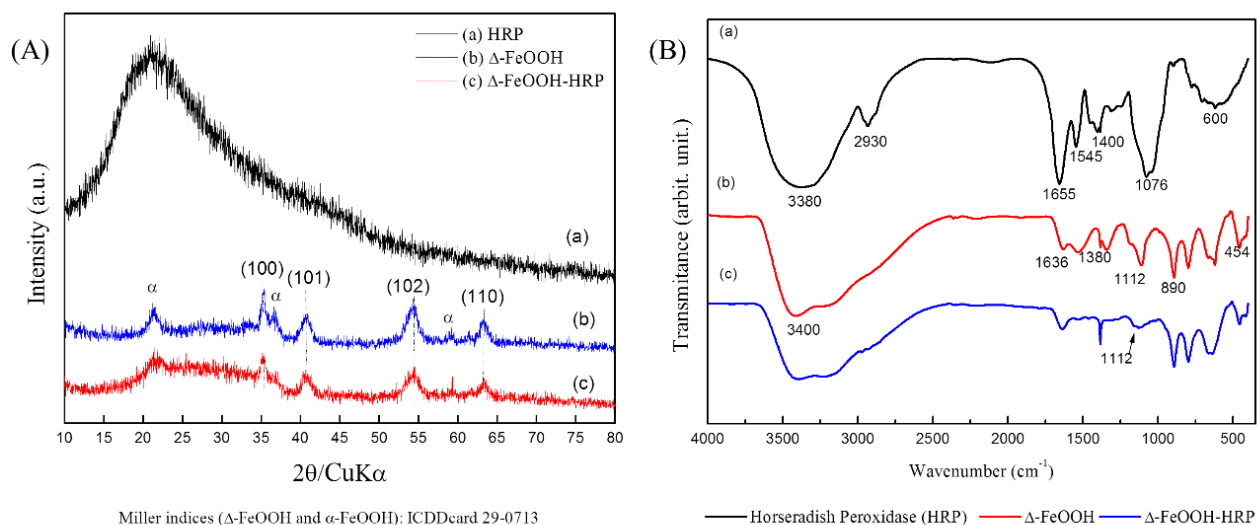 (A)
(a) HRP
(b) Δ-FeOOH
(c) Δ-FeOOH-HRP
Intensity (a.u.)
(a)
α
(100)
α
(101)
(102)
α
(110)
(b)
(c)
10 15 20 25 30 35 40 45 50 55 60 65 70 75 80
2θ/CuKα
Miller indices (Δ-FeOOH and α-FeOOH): ICDDcard 29-0713
(B)
Transmitance (arbit. unit.)
(a)
3380
2930
1655
1545
1400
1076
600
(b)
3400
1636
1380
1112
890
454
(c)
1112
4000 3500 3000 2500 2000 1500 1000 500
Wavenumber (cm⁻¹)
Horseradish Peroxidase (HRP) Δ-FeOOH Δ-FeOOH-HRP